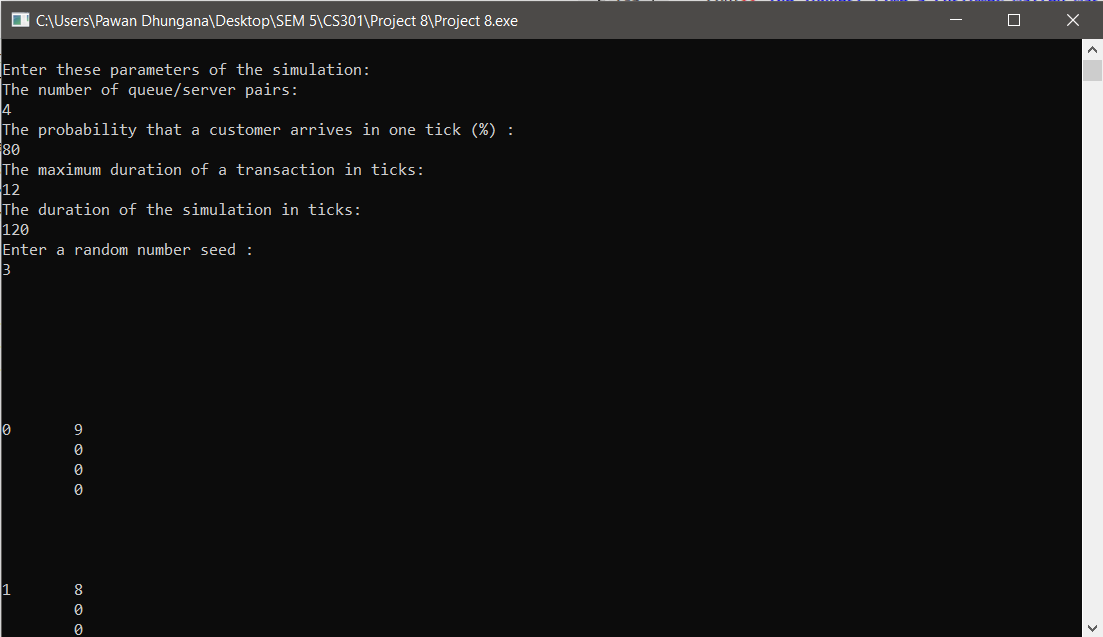 C:\Users\Pawan Dhungana\Desktop\SEM 5\CS301\Project 8\Project 8.exe
Enter these parameters of the simulation:
The number of queue/server pairs:
4
The probability that a customer arrives in one tick (%) :
80
The maximum duration of a transaction in ticks:
12
The duration of the simulation in ticks:
120
Enter a random number seed :
3
0 9
0
0
0
1 8
0
0